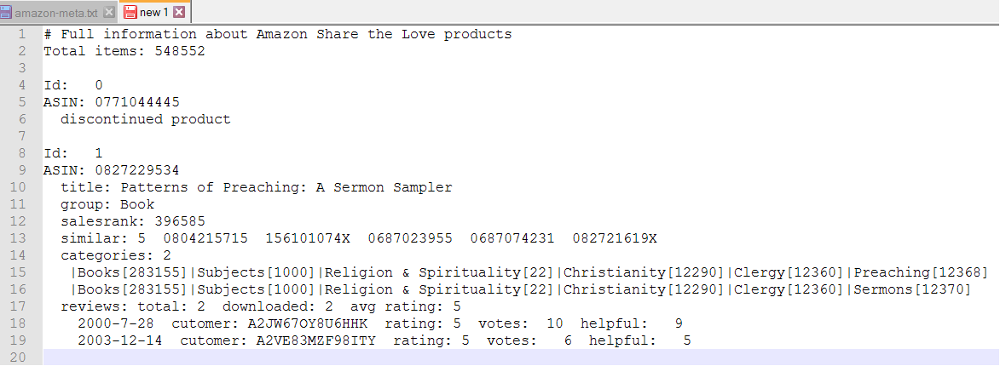 amazon-meta.txt new 1
1 # Full information about Amazon Share the Love products
2 Total items: 548552
3
4 Id:   0
5 ASIN: 0771044445
6   discontinued product
7
8 Id:   1
9 ASIN: 0827229534
10   title: Patterns of Preaching: A Sermon Sampler
11   group: Book
12   salesrank: 396585
13   similar: 5  0804215715  156101074X  0687023955  0687074231  082721619X
14   categories: 2
15    |Books[283155]|Subjects[1000]|Religion & Spirituality[22]|Christianity[12290]|Clergy[12360]|Preaching[12368]
16    |Books[283155]|Subjects[1000]|Religion & Spirituality[22]|Christianity[12290]|Clergy[12360]|Sermons[12370]
17   reviews: total: 2  downloaded: 2  avg rating: 5
18     2000-7-28  cutomer: A2JW67OY8U6HHK  rating: 5  votes:  10  helpful:   9
19     2003-12-14  cutomer: A2VE83MZF98ITY  rating: 5  votes:   6  helpful:   5
20